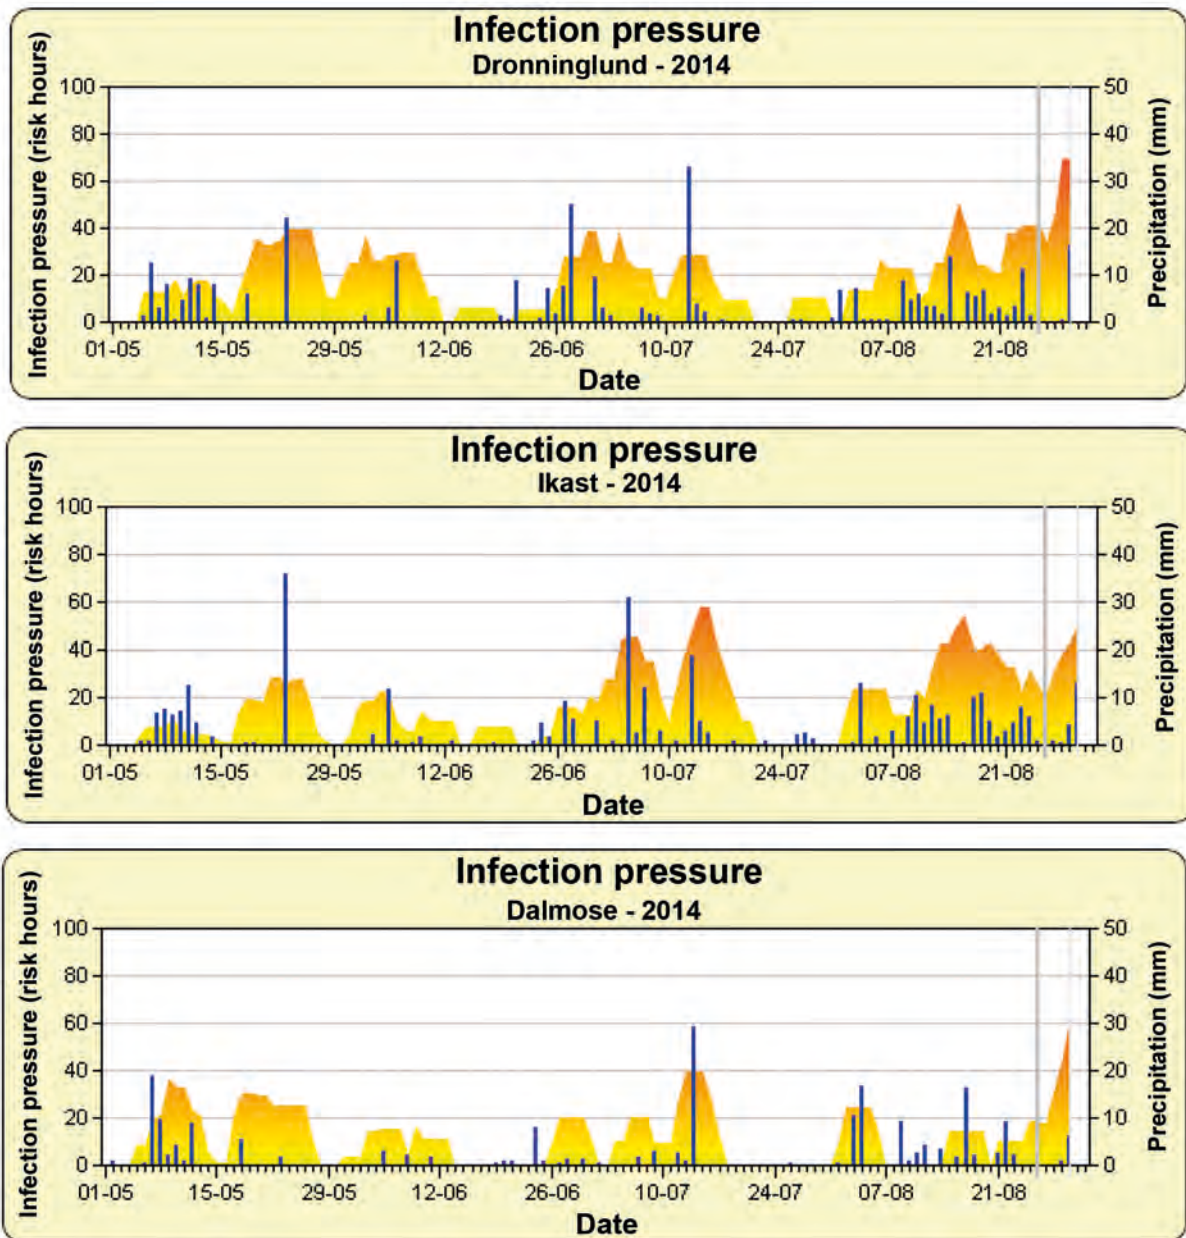 Infection pressure
Dronninglund - 2014
Infection pressure (risk hours)
100
80
60
40
20
0
50
40
30
20
10
0
Precipitation (mm)
01-05 15-05 29-05 12-06 26-06 10-07 24-07 07-08 21-08
Date
Infection pressure
Ikast - 2014
Infection pressure (risk hours)
100
80
60
40
20
0
50
40
30
20
10
0
Precipitation (mm)
01-05 15-05 29-05 12-06 26-06 10-07 24-07 07-08 21-08
Date
Infection pressure
Dalmose - 2014
Infection pressure (risk hours)
100
80
60
40
20
0
50
40
30
20
10
0
Precipitation (mm)
01-05 15-05 29-05 12-06 26-06 10-07 24-07 07-08 21-08
Date